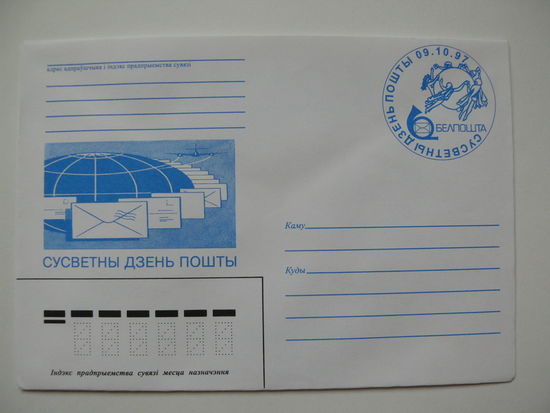 адрас адпраўшчыка і індэкс прадпрыемства сувязі
СУСВЕТНЫ ДЗЕНЬ ПОШТЫ 09.10.97
БЕЛПОШТА
СУСВЕТНЫ ДЗЕНЬ ПОШТЫ
Каму
Куды
Індэкс прадпрыемства сувязі месца назначэння